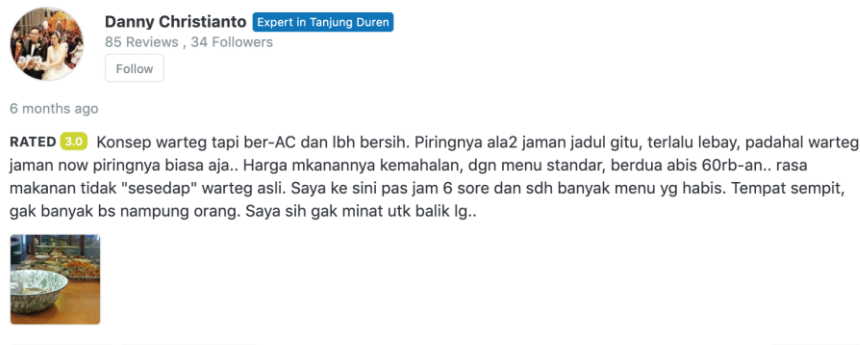 Danny Christianto Expert in Tanjung Duren
85 Reviews , 34 Followers
Follow
6 months ago
RATED 3.0 Konsep warteg tapi ber-AC dan lbh bersih. Piringnya ala2 jaman jadul gitu, terlalu lebay, padahal warteg
jaman now piringnya biasa aja.. Harga mkanannya kemahalan, dgn menu standar, berdua abis 60rb-an.. rasa
makanan tidak "sesedap" warteg asli. Saya ke sini pas jam 6 sore dan sdh banyak menu yg habis. Tempat sempit,
gak banyak bs nampung orang. Saya sih gak minat utk balik lg..